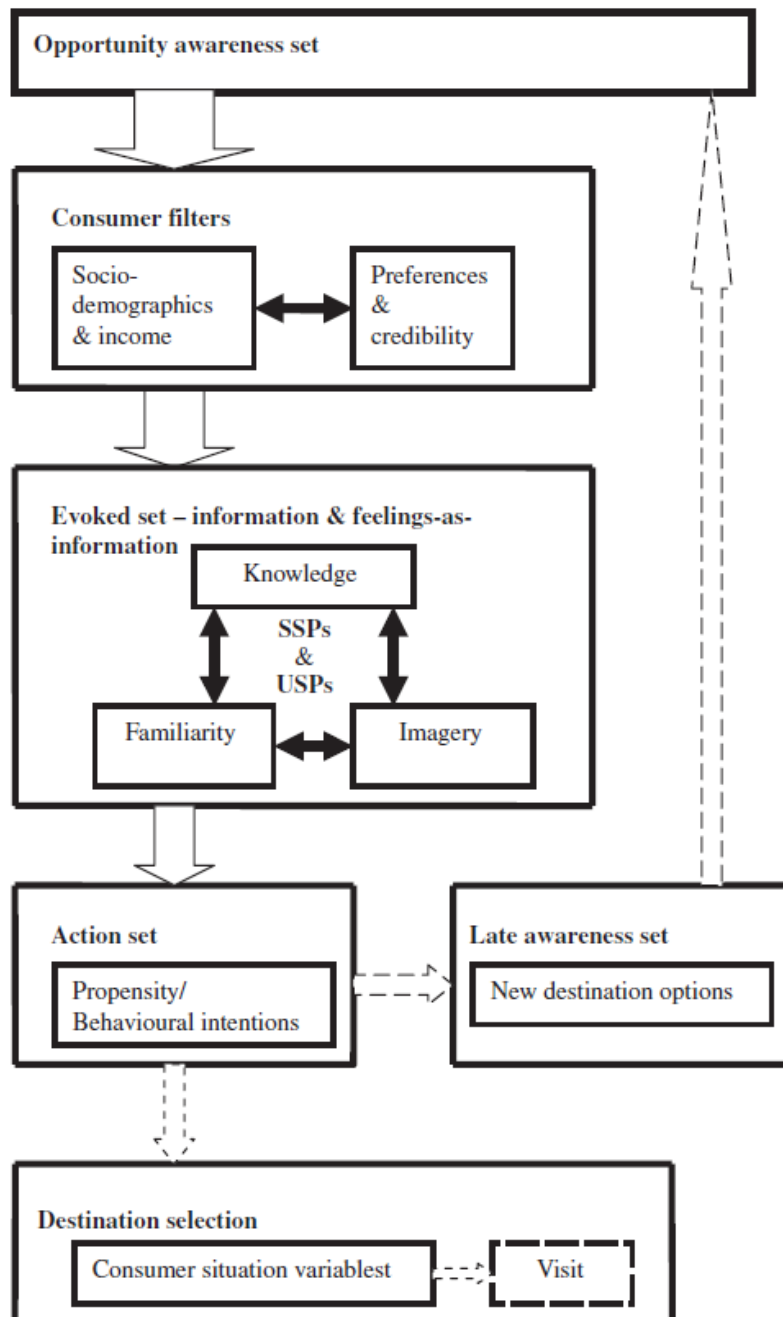 Opportunity awareness set
Consumer filters
Socio-
demographics
& income
Preferences
&
credibility
Evoked set – information & feelings-as-
information
Knowledge
SSPs
&
USPs
Familiarity
Imagery
Action set
Propensity/
Behavioural intentions
Late awareness set
New destination options
Destination selection
Consumer situation variablest
Visit